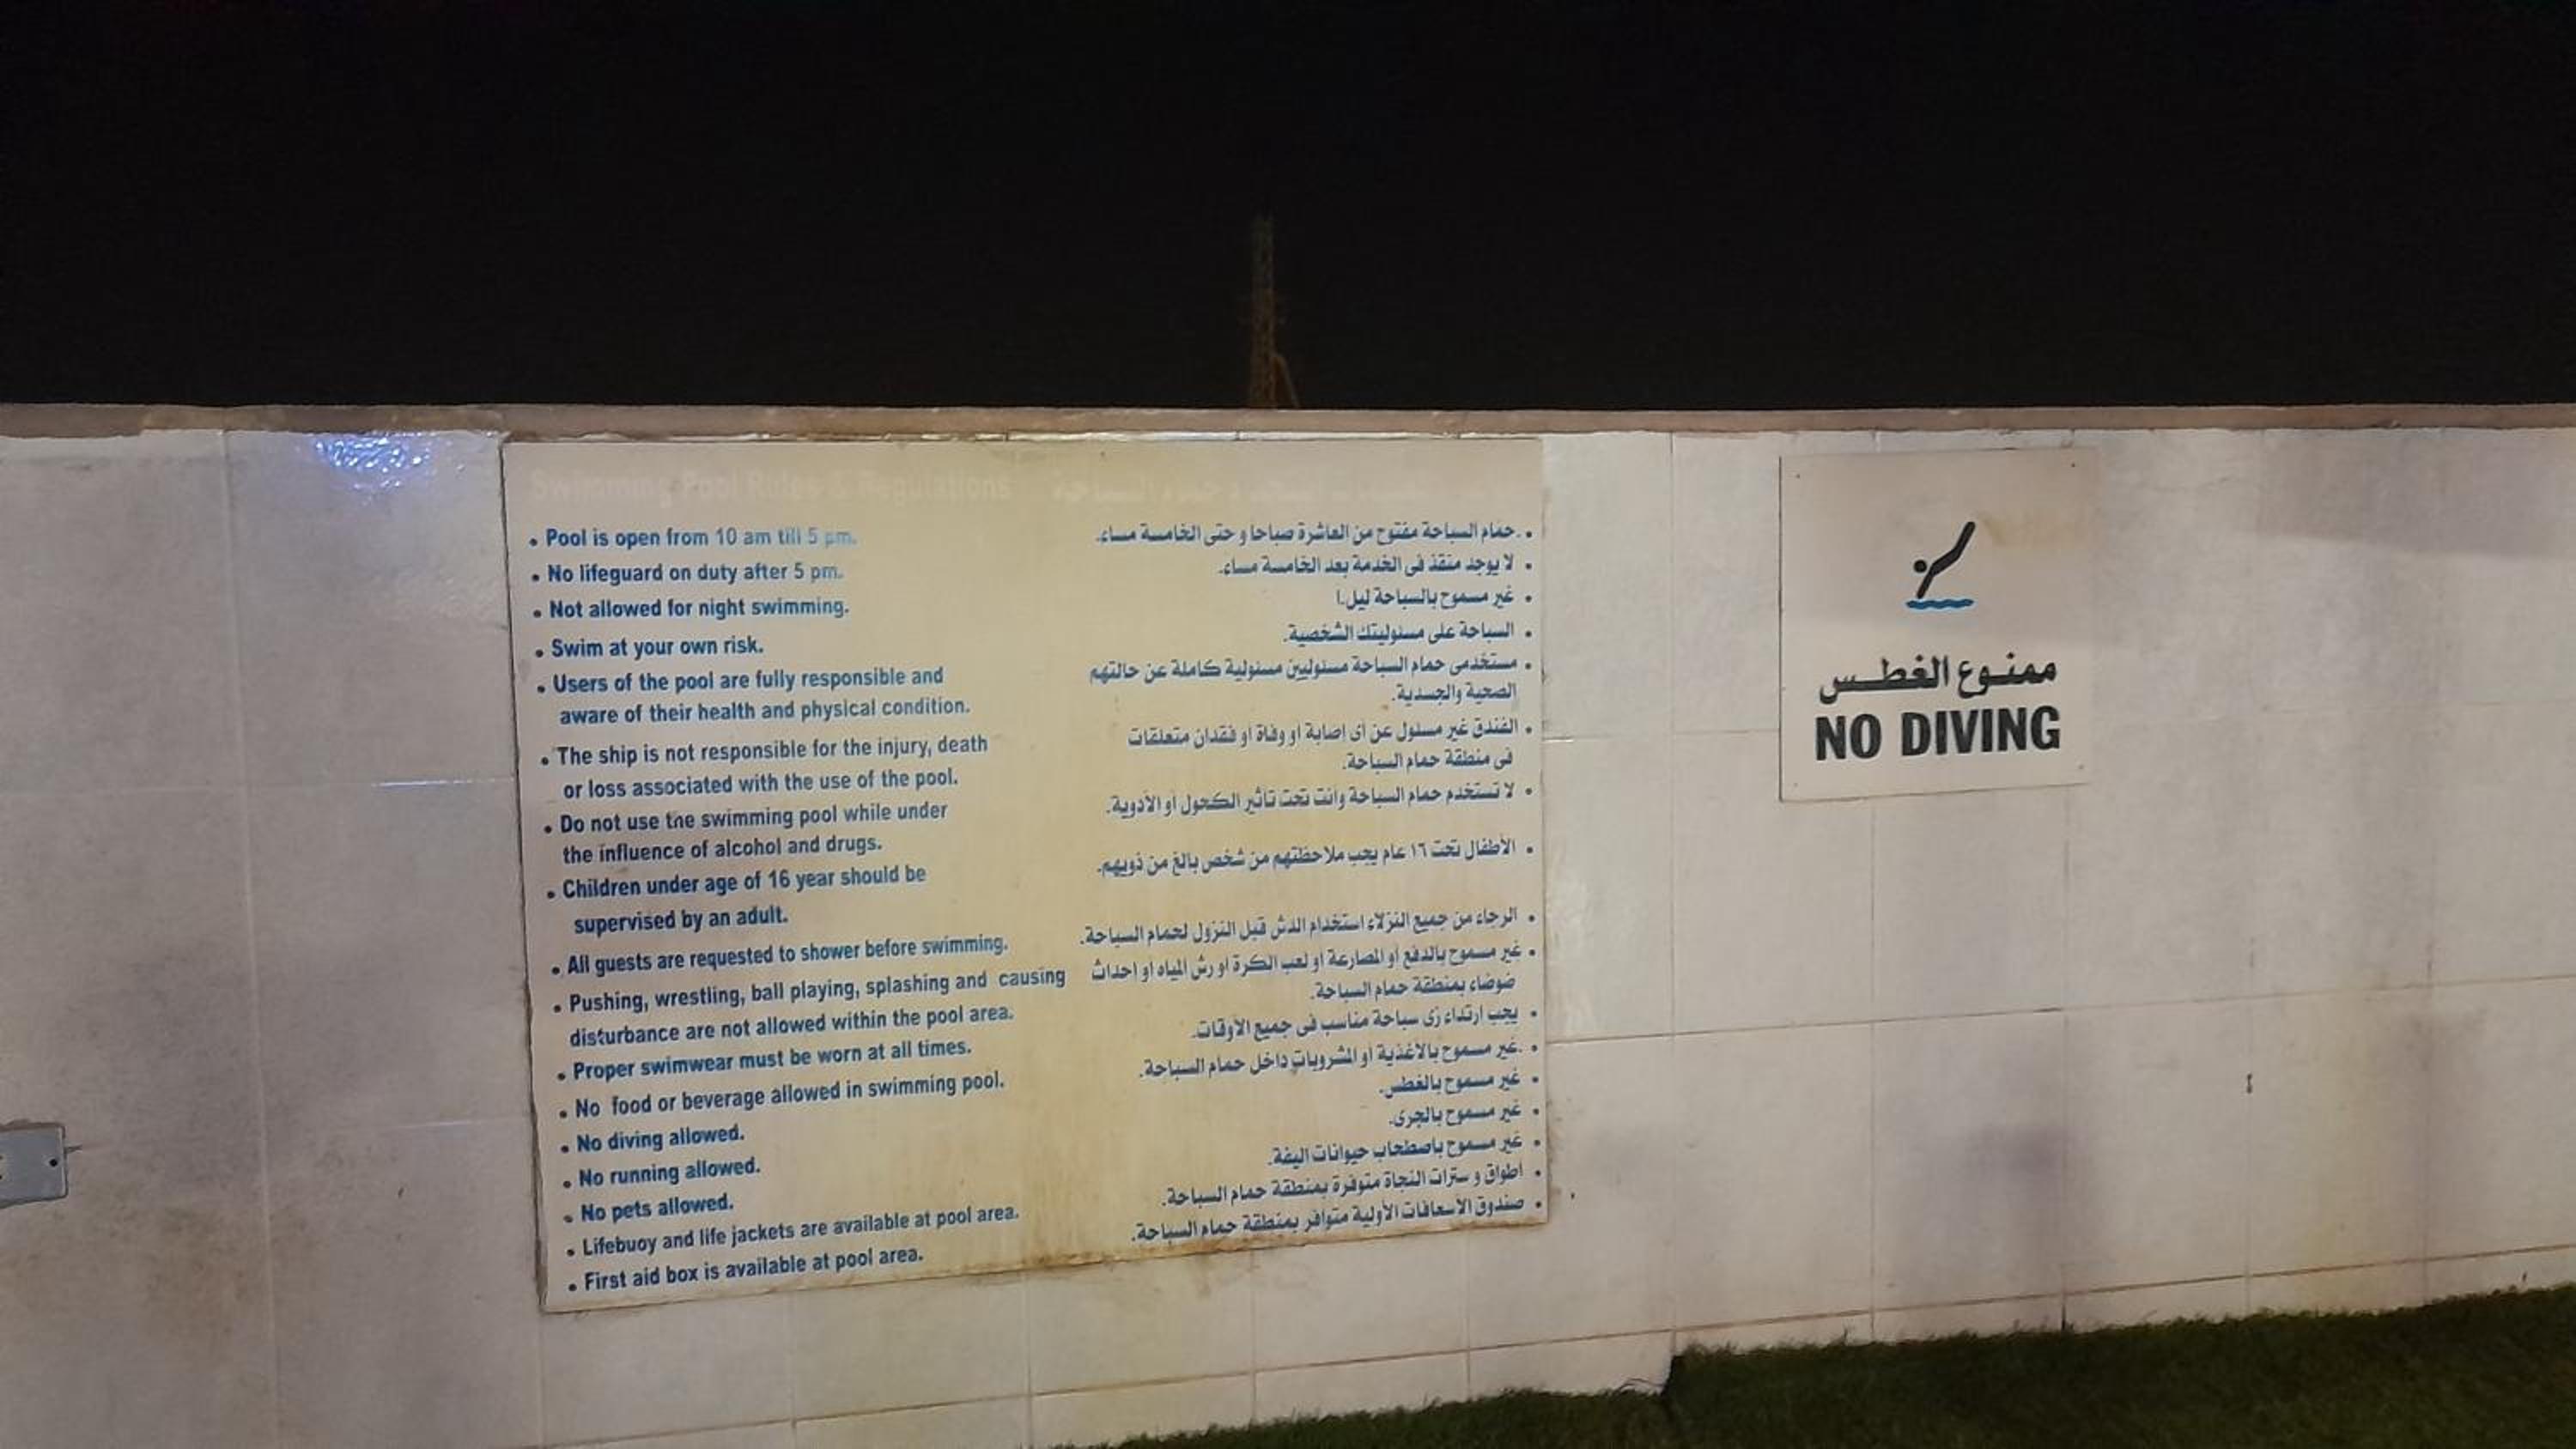 Swimming Pool Rules & Regulations
• Pool is open from 10 am till 5 pm.
• No lifeguard on duty after 5 pm.
• Not allowed for night swimming.
• Swim at your own risk.
• Users of the pool are fully responsible and
aware of their health and physical condition.
• The ship is not responsible for the injury, death
or loss associated with the use of the pool.
• Do not use the swimming pool while under
the influence of alcohol and drugs.
• Children under age of 16 year should be
supervised by an adult.
• All guests are requested to shower before swimming.
• Pushing, wrestling, ball playing, splashing and causing
disturbance are not allowed within the pool area.
• Proper swimwear must be worn at all times.
• No food or beverage allowed in swimming pool.
• No diving allowed.
• No running allowed.
• No pets allowed.
• Lifebuoy and life jackets are available at pool area.
• First aid box is available at pool area.
حمام السباحة
• .حمام السباحة مفتوح من العاشرة صباحا و حتى الخامسة مساء.
• لا يوجد منقذ فى الخدمة بعد الخامسة مساء.
• غير مسموح بالسباحة ليل.ا
• السباحة على مسئوليتك الشخصية.
• مستخدمى حمام السباحة مسئوليين مسئولية كاملة عن حالتهم
الصحية والجسدية.
• الفندق غير مسئول عن أى اصابة او وفاة او فقدان متعلقات
فى منطقة حمام السباحة.
• لا تستخدم حمام السباحة وانت تحت تاثير الكحول او الأدوية.
• الأطفال تحت ١٦ عام يجب ملاحظتهم من شخص بالغ من ذويهم.
• الرجاء من جميع النزلاء استخدام الدش قبل النزول لحمام السباحة.
• غير مسموح بالدفع أو المصارعة او لعب الكرة او رش المياه او احداث
ضوضاء بمنطقة حمام السباحة.
• يجب ارتداء زى سباحة مناسب فى جميع الأوقات.
• .غير مسموح بالاغذية او المشروبات داخل حمام السباحة.
• غير مسموح بالغطس.
• غير مسموح بالجرى.
• غير مسموح باصطحاب حيوانات اليفة.
• اطواق و سترات النجاة متوفرة بمنطقة حمام السباحة.
• صندوق الأسعافات الأولية متوافر بمنطقة حمام السباحة.
ممنوع الغطس
NO DIVING